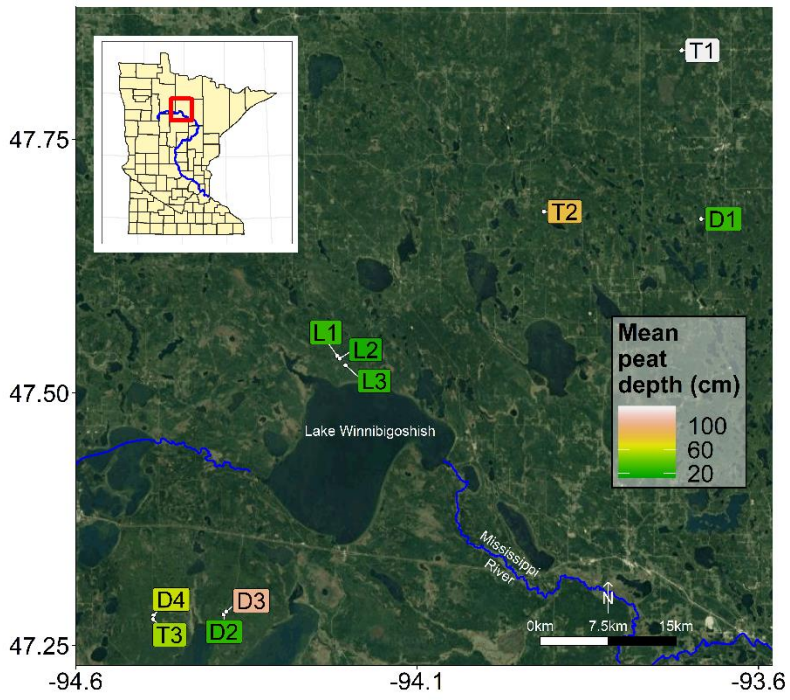 T1
47.75
T2
D1
L1
L2
L3
47.50
Mean
peat
depth (cm)
100
60
20
Lake Winnibigoshish
Mississippi
River
N
D4
D3
T3
D2
0km
7.5km
15km
47.25
-94.6
-94.1
-93.6